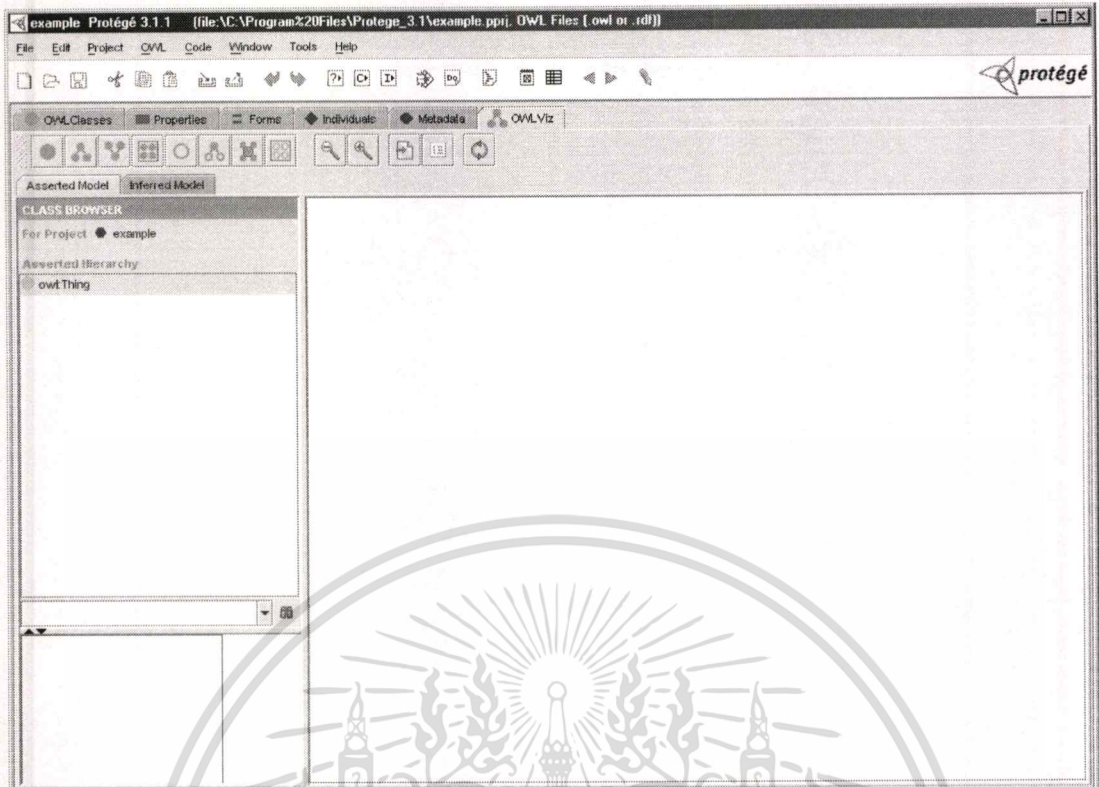 example Protégé 3.1.1 (file:\C:\Program%20Files\Protege_3.1\example.pprj, OWL Files (.owl or .rdf))
File Edit Project OWL Code Window Tools Help
protégé
OWLClasses Properties Forms Individuals Metadata OWLViz
Asserted Model Inferred Model
CLASS BROWSER
For Project example
Asserted Hierarchy
owl:Thing